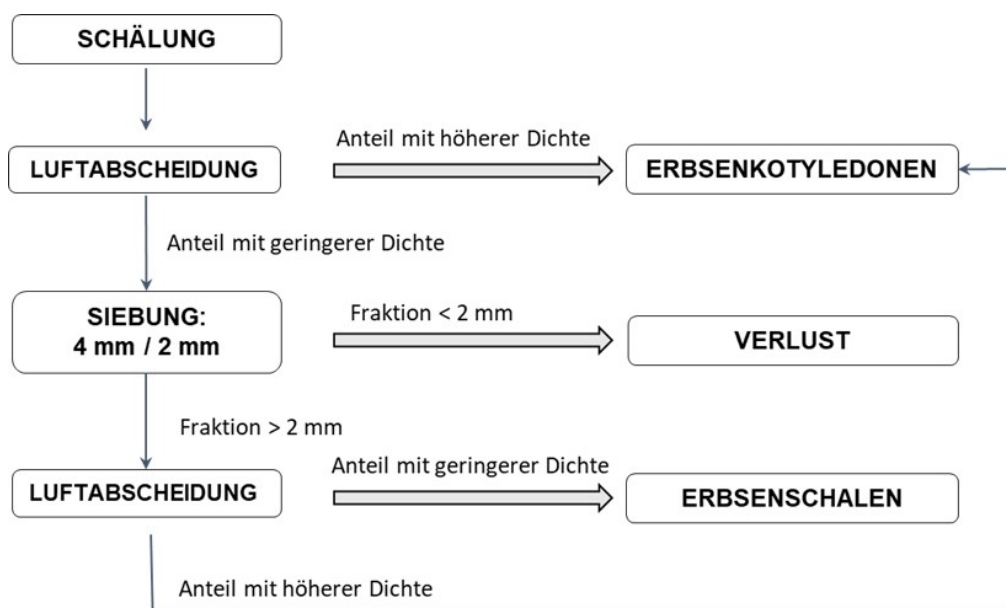 SCHÄLUNG
Anteil mit höherer Dichte
LUFTABSCHEIDUNG
ERBSENKOTYLEDONEN
Anteil mit geringerer Dichte
SIEBUNG:
4 mm / 2 mm
Fraktion < 2 mm
VERLUST
Fraktion > 2 mm
Anteil mit geringerer Dichte
LUFTABSCHEIDUNG
ERBSENSCHALEN
Anteil mit höherer Dichte